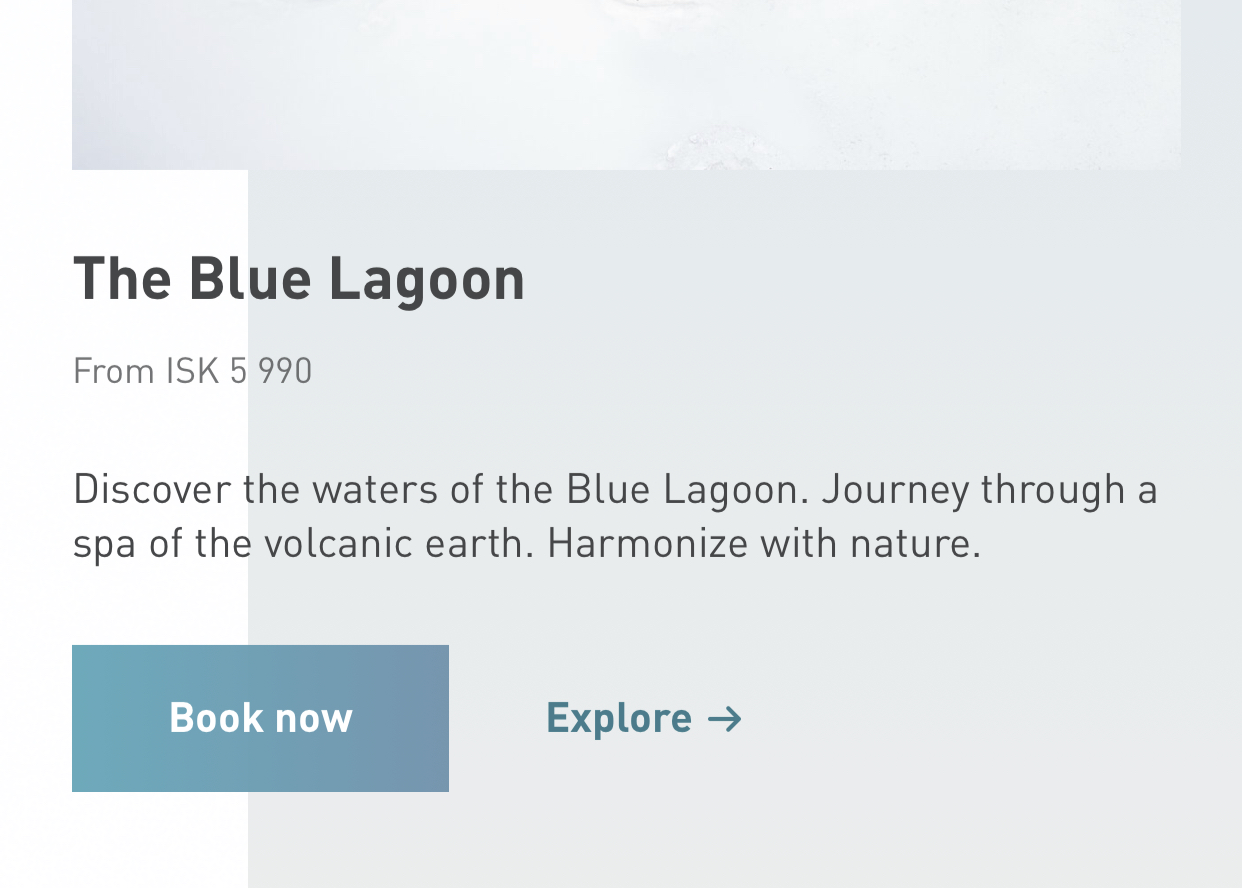 The Blue Lagoon
From ISK 5 990
Discover the waters of the Blue Lagoon. Journey through a
spa of the volcanic earth. Harmonize with nature.
Book now
Explore →